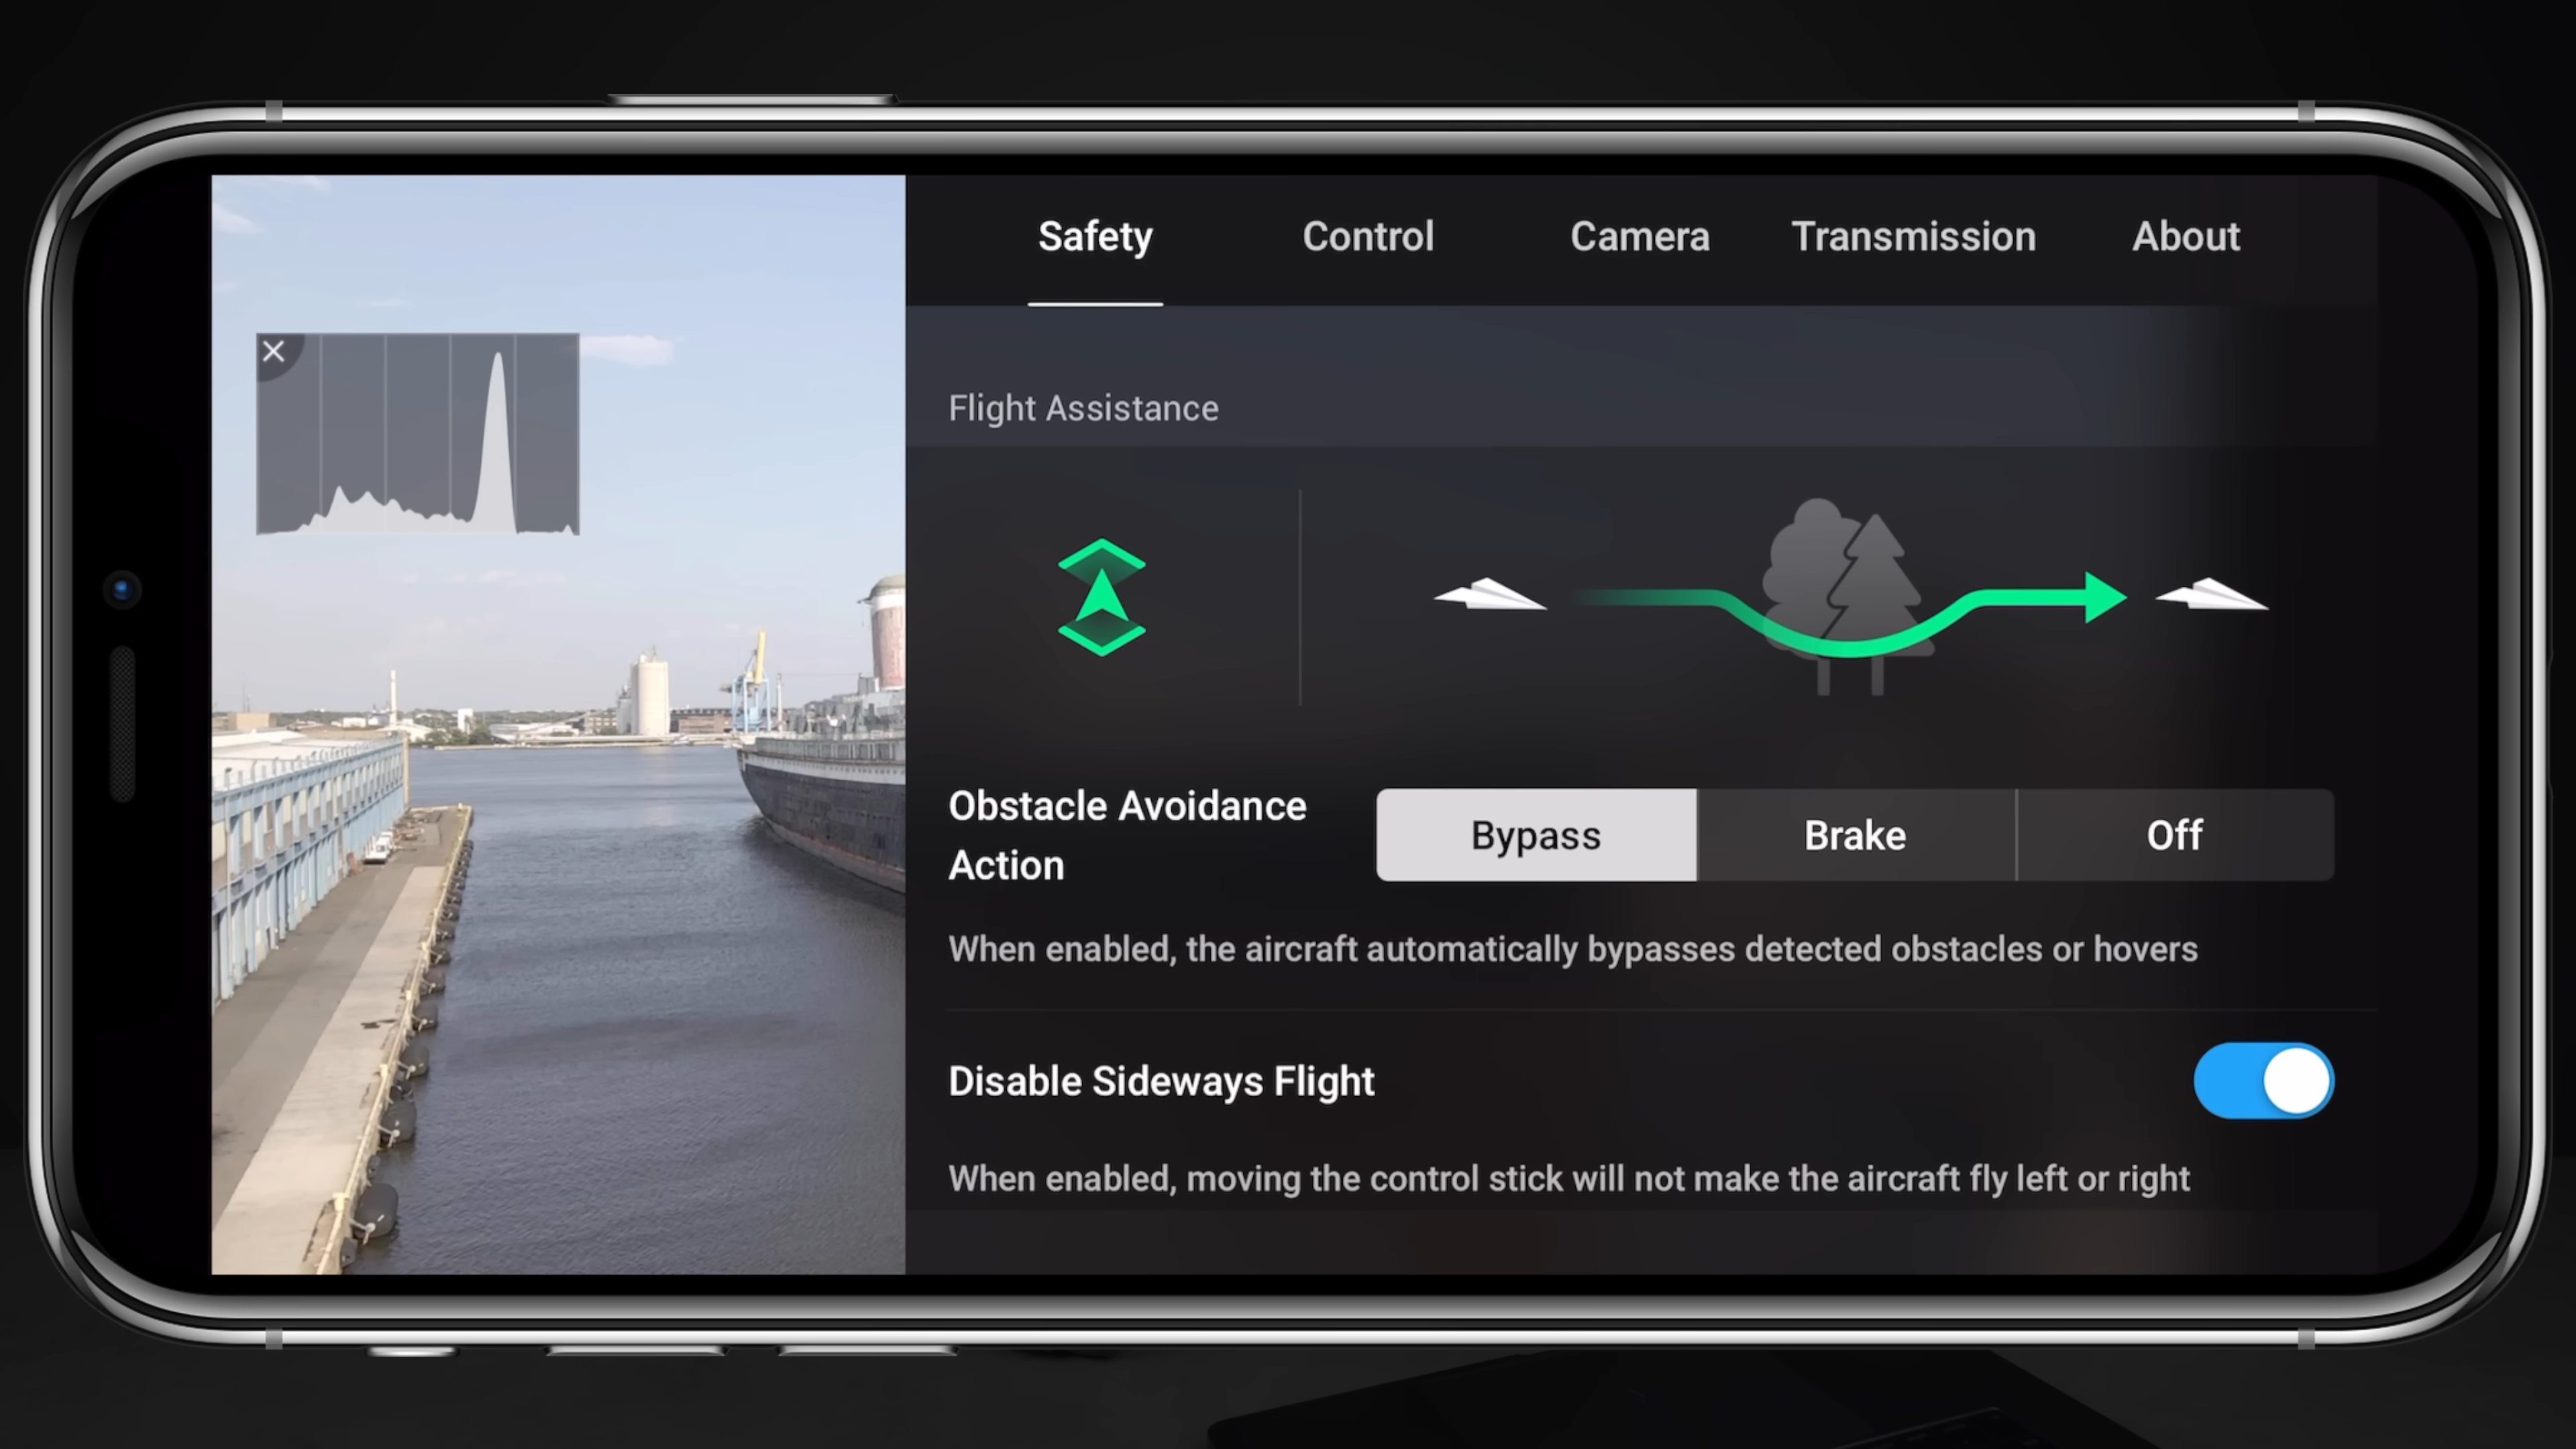 Safety Control Camera Transmission About
Flight Assistance
Obstacle Avoidance
Action
Bypass Brake Off
When enabled, the aircraft automatically bypasses detected obstacles or hovers
Disable Sideways Flight
When enabled, moving the control stick will not make the aircraft fly left or right